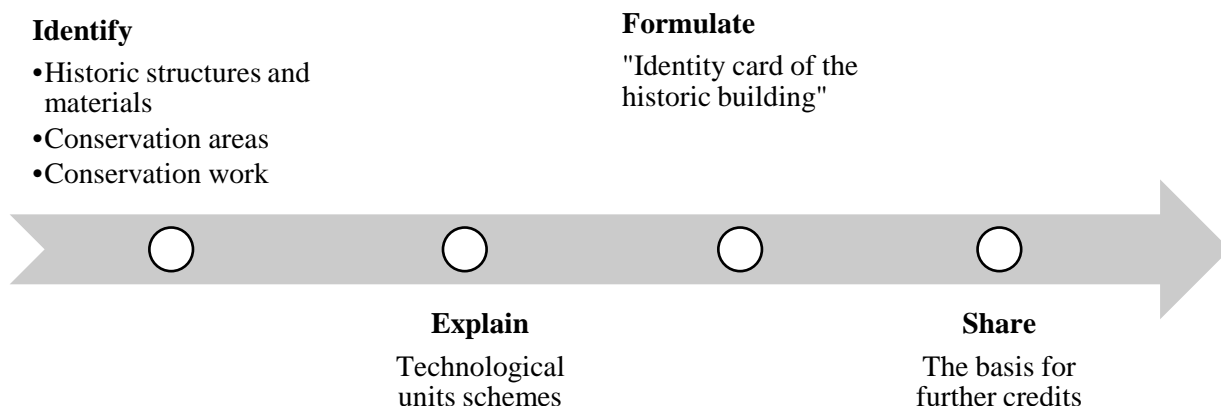 Identify
•Historic structures and
materials
•Conservation areas
•Conservation work
Explain
Technological
units schemes
Formulate
"Identity card of the
historic building"
Share
The basis for
further credits